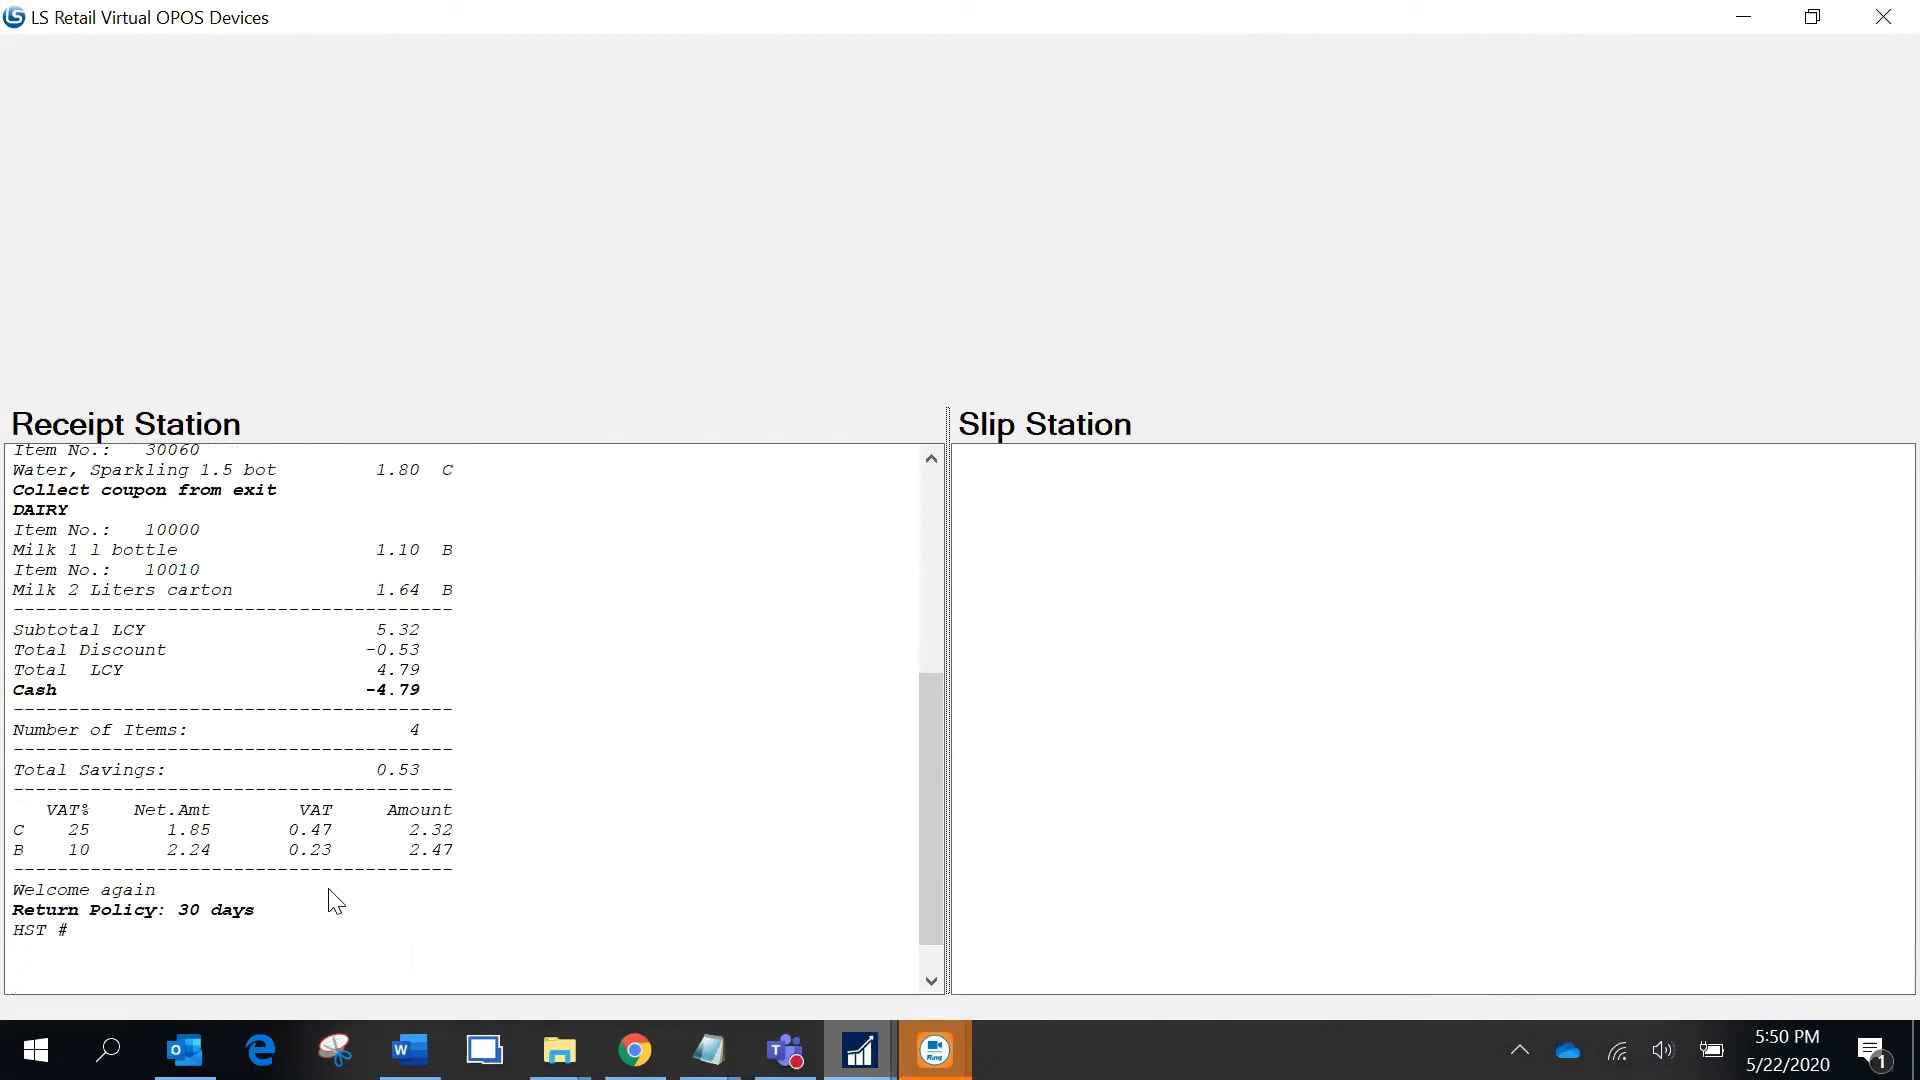 LS Retail Virtual OPOS Devices
Receipt Station
Slip Station
Item No.: 30060
Water, Sparkling 1.5 bot 1.80 C
Collect coupon from exit
DAIRY
Item No.: 10000
Milk 1 l bottle 1.10 B
Item No.: 10010
Milk 2 Liters carton 1.64 B
----------------------------------------
Subtotal LCY 5.32
Total Discount -0.53
Total LCY 4.79
Cash -4.79
----------------------------------------
Number of Items: 4
----------------------------------------
Total Savings: 0.53
----------------------------------------
VAT% Net.Amt VAT Amount
C 25 1.85 0.47 2.32
B 10 2.24 0.23 2.47
----------------------------------------
Welcome again
Return Policy: 30 days
HST #
Ring
5:50 PM
5/22/2020
1